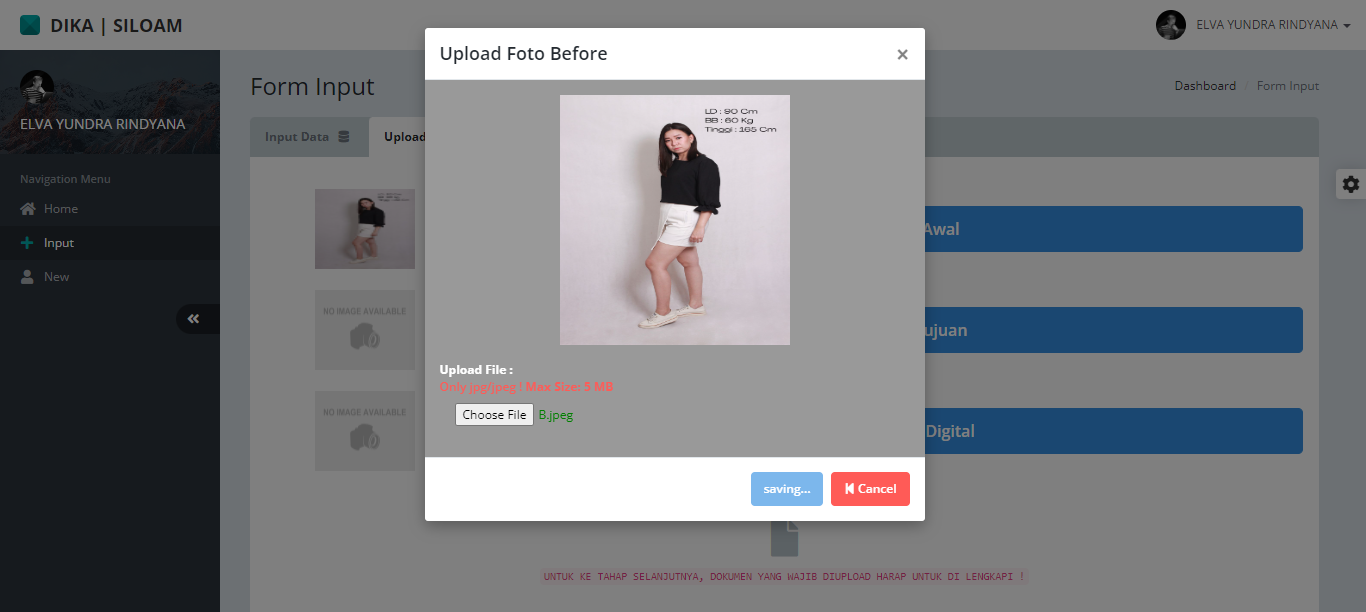 DIKA | SILOAM
ELVA YUNDRA RINDYANA
Upload Foto Before
×
ELVA YUNDRA RINDYANA
Form Input
Dashboard / Form Input
Input Data
Upload
LD : 90 Cm
BB : 60 Kg
Tinggi : 165 Cm
Navigation Menu
Home
Input
New
Awal
NO IMAGE AVAILABLE
ujuan
Upload File :
Only jpg/jpeg ! Max Size: 5 MB
Choose File B.jpeg
NO IMAGE AVAILABLE
Digital
saving...
Cancel
UNTUK KE TAHAP SELANJUTNYA, DOKUMEN YANG WAJIB DIUPLOAD HARAP UNTUK DI LENGKAPI !